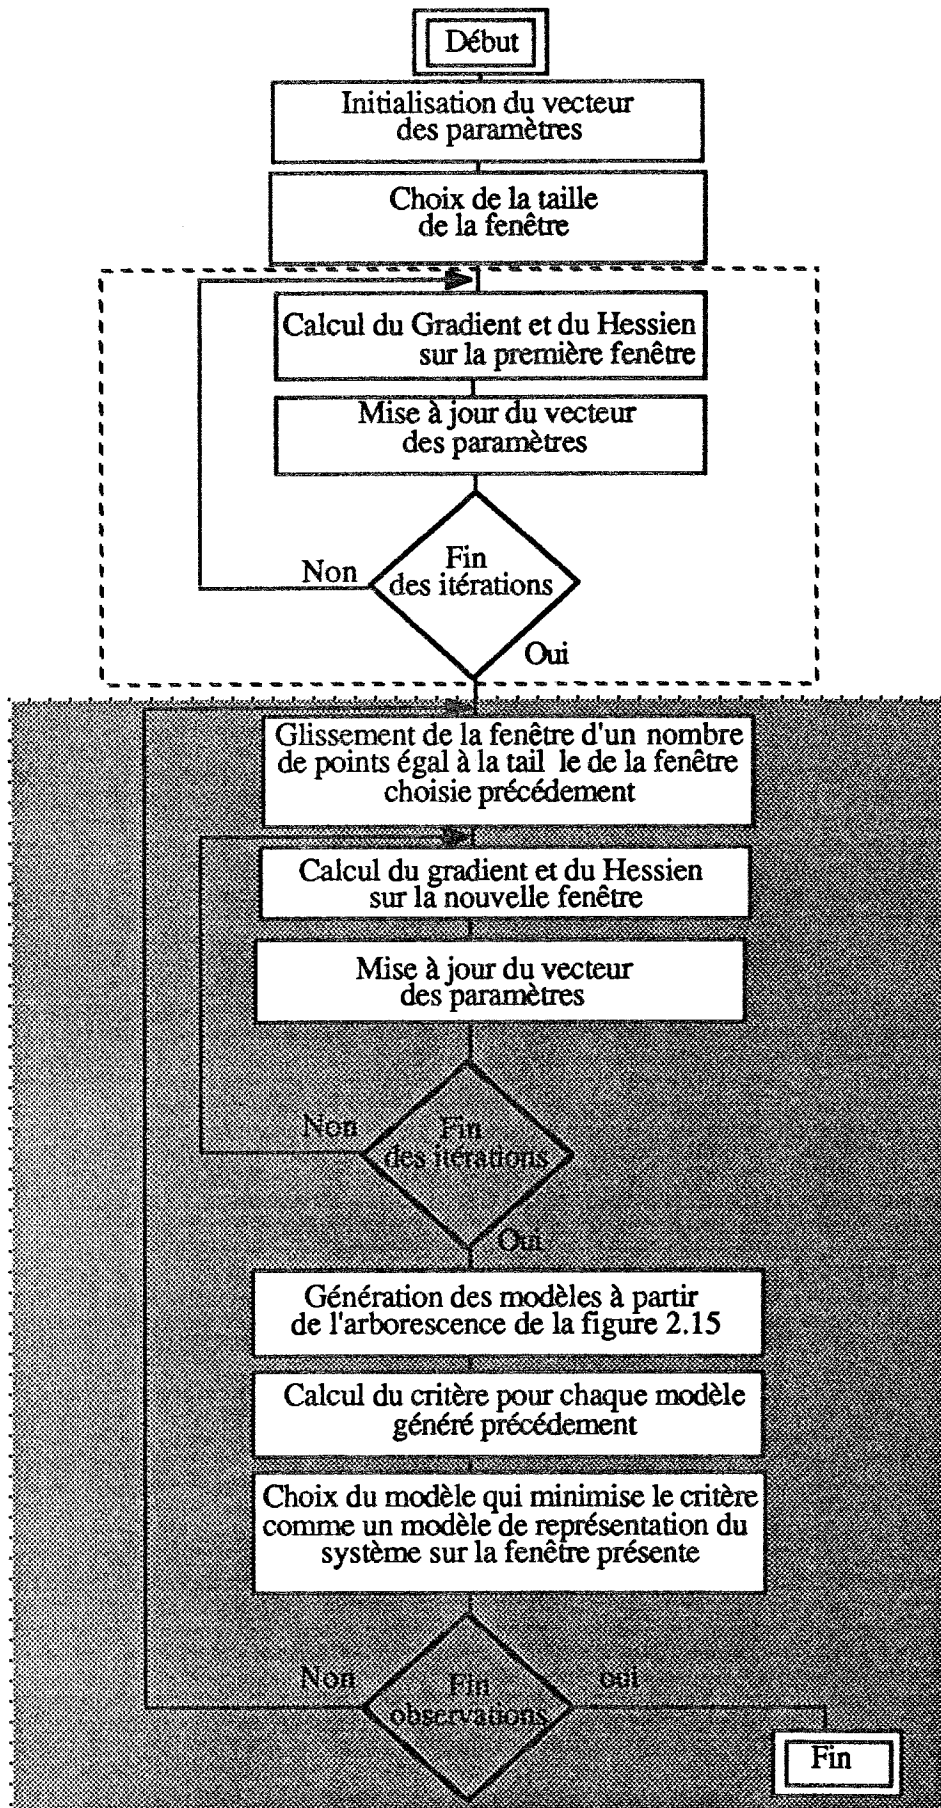 Début
Initialisation du vecteur
des paramètres
Choix de la taille
de la fenêtre
Calcul du Gradient et du Hessien
sur la première fenêtre
Mise à jour du vecteur
des paramètres
Fin
des itérations
Non
Oui
Glissement de la fenêtre d'un nombre
de points égal à la tail le de la fenêtre
choisie précédement
Calcul du gradient et du Hessien
sur la nouvelle fenêtre
Mise à jour du vecteur
des paramètres
Non
Fin
des itérations
Oui
Génération des modèles à partir
de l'arborescence de la figure 2.15
Calcul du critère pour chaque modèle
généré précédement
Choix du modèle qui minimise le critère
comme un modèle de représentation du
système sur la fenêtre présente
Non
Fin
observations
oui
Fin